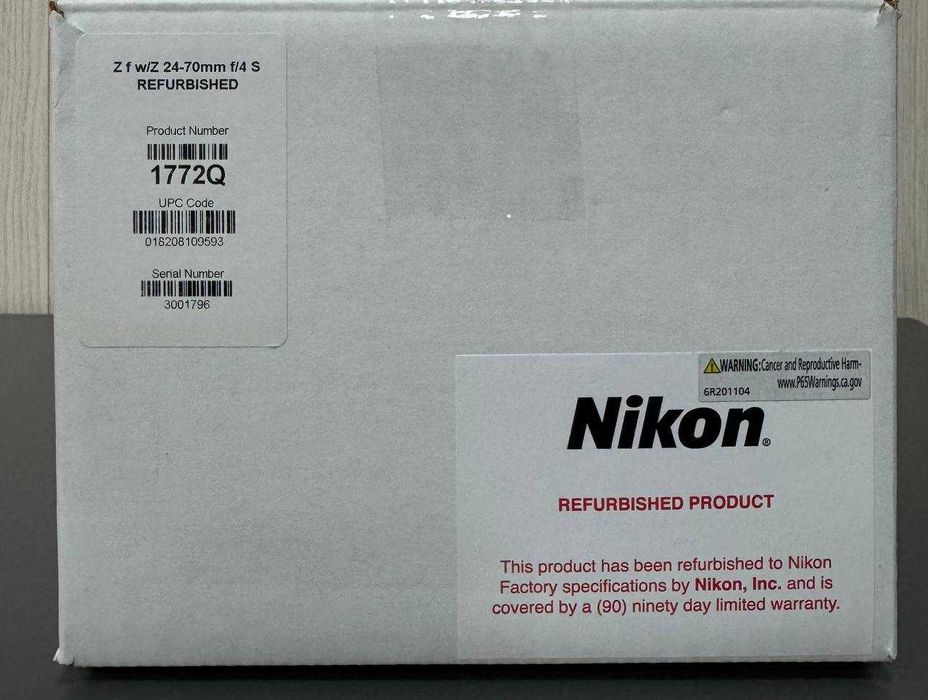 Z f w/Z 24-70mm f/4 S
REFURBISHED
Product Number
1772Q
UPC Code
018208109593
Serial Number
3001796
⚠WARNING:Cancer and Reproductive Harm-
www.P65Warnings.ca.gov
6R201104
Nikon®
REFURBISHED PRODUCT
This product has been refurbished to Nikon
Factory specifications by Nikon, Inc. and is
covered by a (90) ninety day limited warranty.